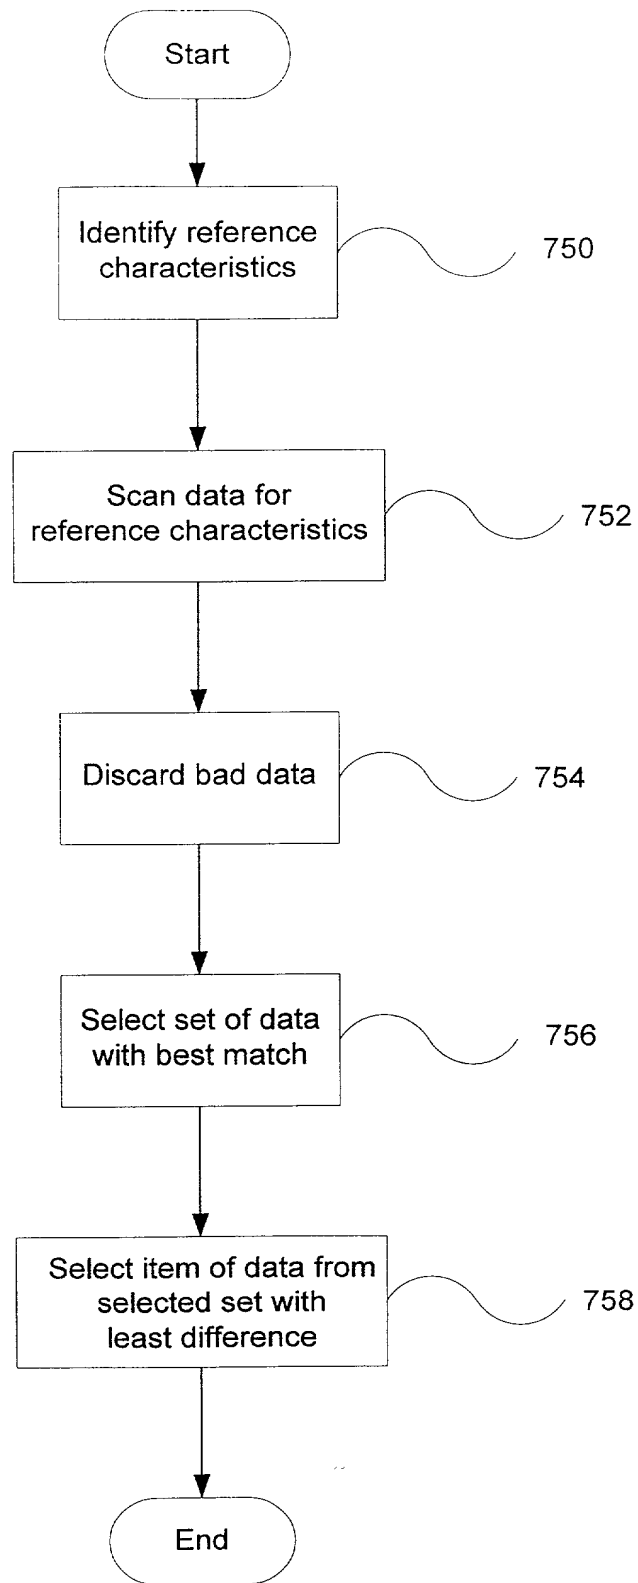 Start
Identify reference
characteristics
750
Scan data for
reference characteristics
752
Discard bad data
754
Select set of data
with best match
756
Select item of data from
selected set with
least difference
758
End